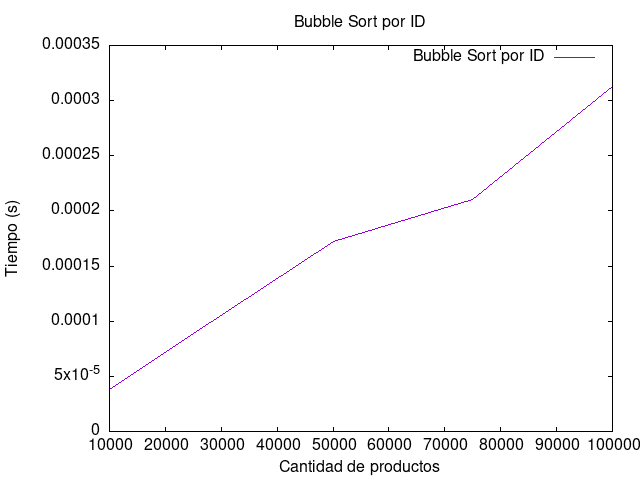 Bubble Sort por ID
Bubble Sort por ID
0.00035
0.0003
0.00025
0.0002
0.00015
0.0001
5x10-5
0
Tiempo (s)
10000 20000 30000 40000 50000 60000 70000 80000 90000 100000
Cantidad de productos